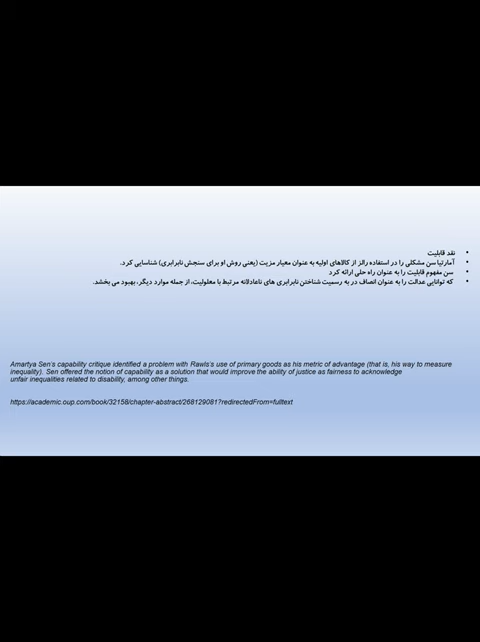 نقد قابلیت
آمارتیا سن مشکلی را در استفاده رالز از کالاهای اولیه به عنوان معیار مزیت (یعنی روش او برای سنجش نابرابری) شناسایی کرد.
سن مفهوم قابلیت را به عنوان راه حلی ارائه کرد
که توانایی عدالت را به عنوان انصاف در به رسمیت شناختن نابرابری های ناعادلانه مرتبط با معلولیت، از جمله موارد دیگر، بهبود می بخشد.
Amartya Sen's capability critique identified a problem with Rawls's use of primary goods as his metric of advantage (that is, his way to measure
inequality). Sen offered the notion of capability as a solution that would improve the ability of justice as fairness to acknowledge
unfair inequalities related to disability, among other things.
https://academic.oup.com/book/32158/chapter-abstract/268129081?redirectedFrom=fulltext